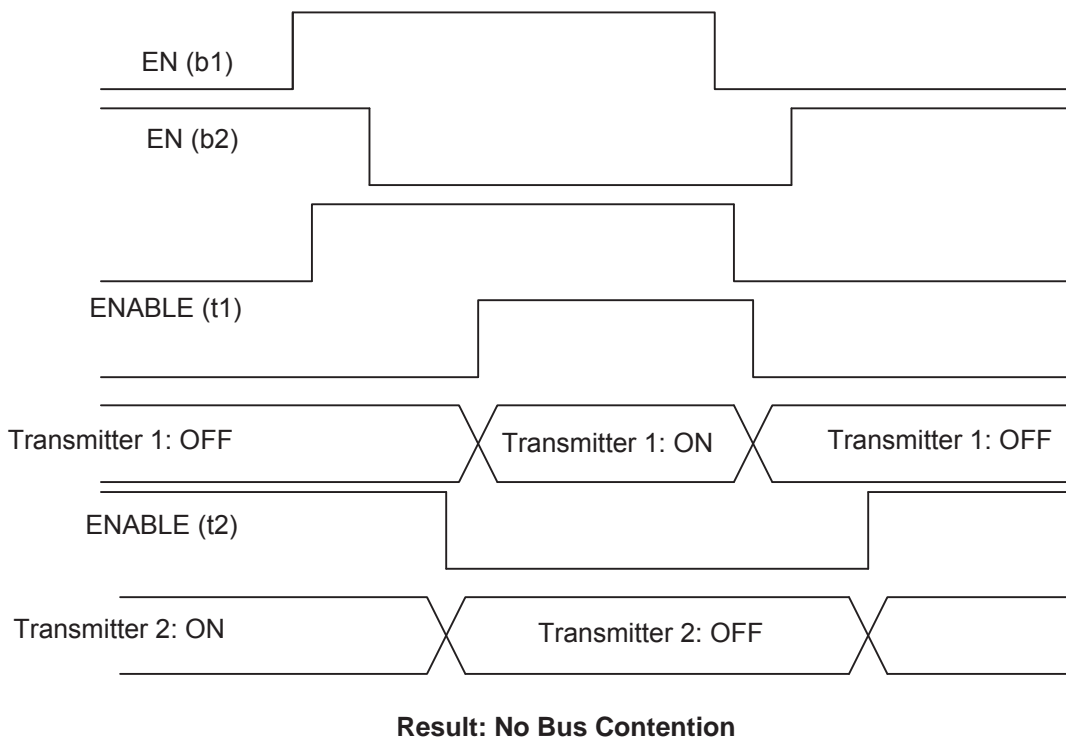 EN (b1)
EN (b2)
ENABLE (t1)
Transmitter 1: OFF
Transmitter 1: ON
Transmitter 1: OFF
ENABLE (t2)
Transmitter 2: ON
Transmitter 2: OFF
Result: No Bus Contention